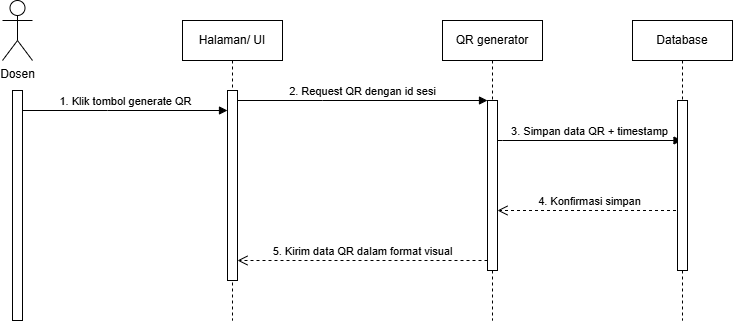 Dosen
Halaman/ UI
QR generator
Database
1. Klik tombol generate QR
2. Request QR dengan id sesi
3. Simpan data QR + timestamp
4. Konfirmasi simpan
5. Kirim data QR dalam format visual